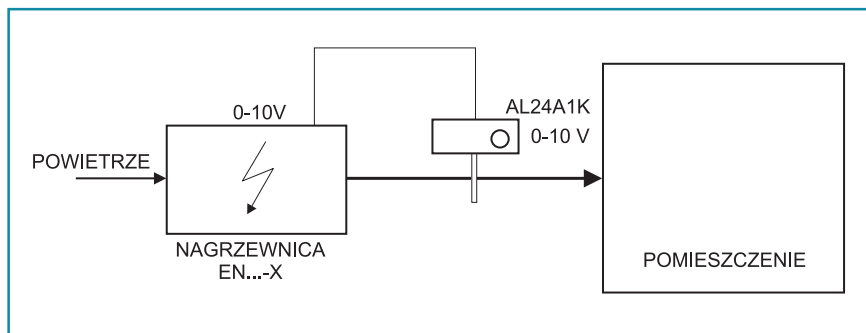 0-10V
AL24A1K
0-10 V
POWIETRZE
NAGRZEWNICA
EN...-X
POMIESZCZENIE